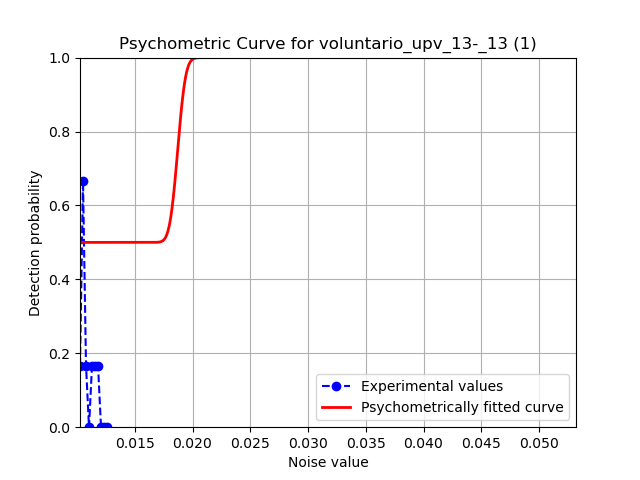 Psychometric Curve for voluntario_upv_13-_13 (1)
1.0
0.8
0.6
0.4
0.2
0.0
Detection probability
0.015 0.020 0.025 0.030 0.035 0.040 0.045 0.050
Noise value
Experimental values
Psychometrically fitted curve